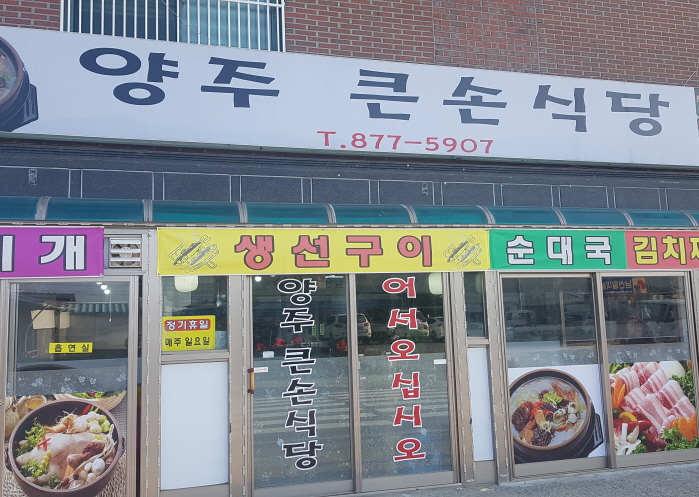 양주 큰손식당
T.877-5907
찌개
생선구이
순대국
김치찌
정기휴일
매주 일요일
흡연실
양주 큰손식당
어서오십시오